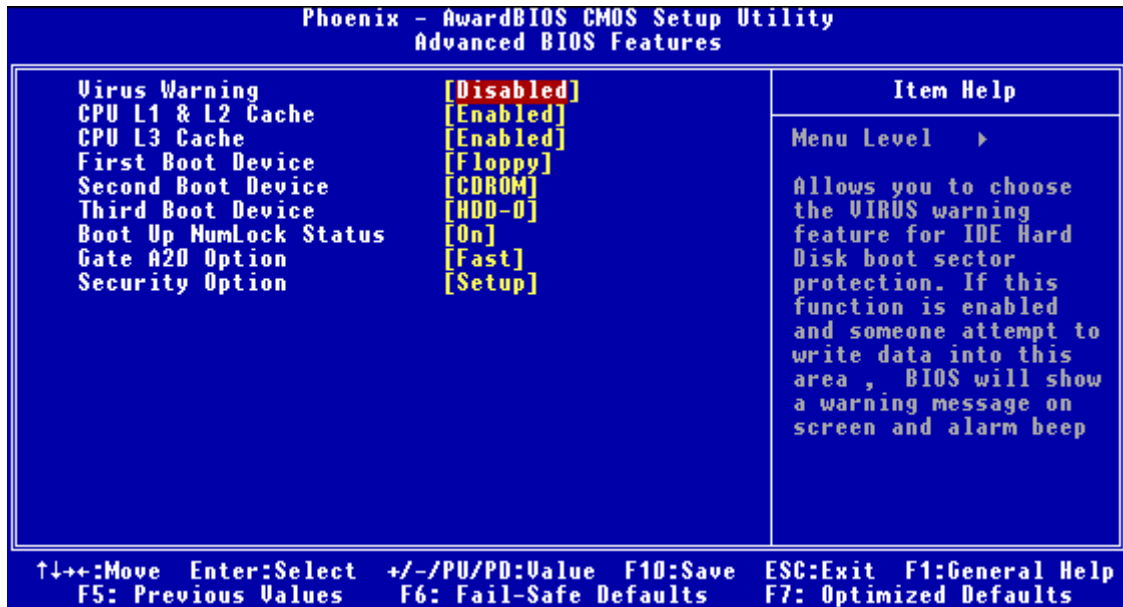 Phoenix - AwardBIOS CMOS Setup Utility
Advanced BIOS Features
Virus Warning [Disabled]
CPU L1 & L2 Cache [Enabled]
CPU L3 Cache [Enabled]
First Boot Device [Floppy]
Second Boot Device [CDROM]
Third Boot Device [HDD-0]
Boot Up NumLock Status [On]
Gate A20 Option [Fast]
Security Option [Setup]
Item Help
Menu Level ▸
Allows you to choose
the VIRUS warning
feature for IDE Hard
Disk boot sector
protection. If this
function is enabled
and someone attempt to
write data into this
area , BIOS will show
a warning message on
screen and alarm beep
↑↓→←:Move Enter:Select +/-/PU/PD:Value F10:Save ESC:Exit F1:General Help
F5: Previous Values F6: Fail-Safe Defaults F7: Optimized Defaults